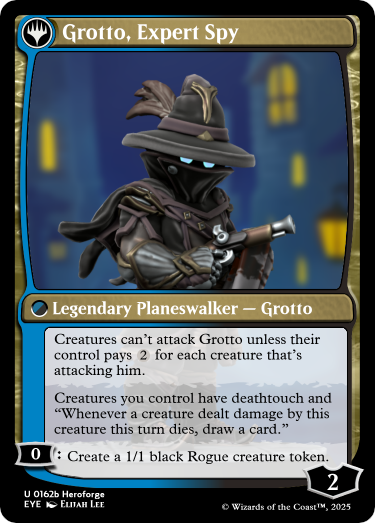 Grotto, Expert Spy
Legendary Planeswalker — Grotto
Creatures can't attack Grotto unless their
control pays 2 for each creature that's
attacking him.
Creatures you control have deathtouch and
“Whenever a creature dealt damage by this
creature this turn dies, draw a card.”
0 : Create a 1/1 black Rogue creature token.
2
U 0162b Heroforge
EYE Elijah Lee
© Wizards of the Coast™, 2025